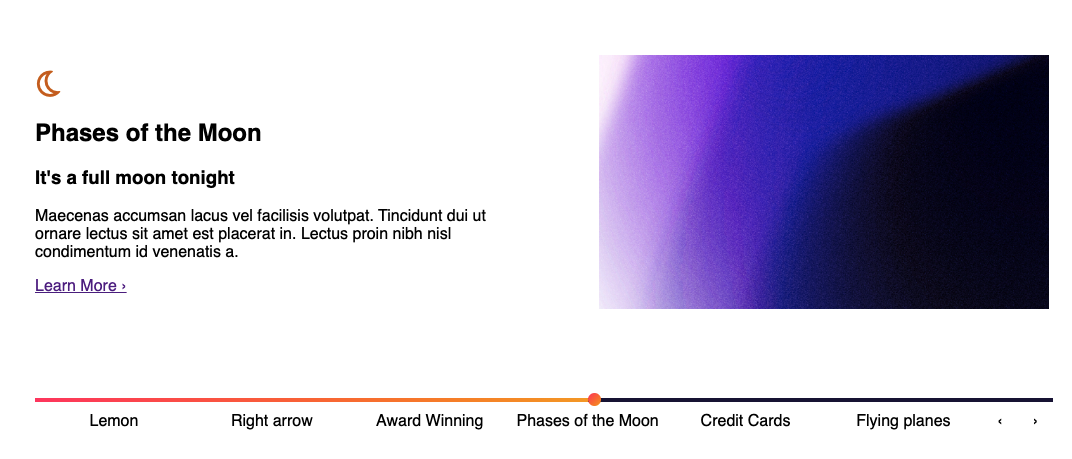 Phases of the Moon
It's a full moon tonight
Maecenas accumsan lacus vel facilisis volutpat. Tincidunt dui ut
ornare lectus sit amet est placerat in. Lectus proin nibh nisl
condimentum id venenatis a.
Learn More ›
Lemon Right arrow Award Winning Phases of the Moon Credit Cards Flying planes ‹ ›